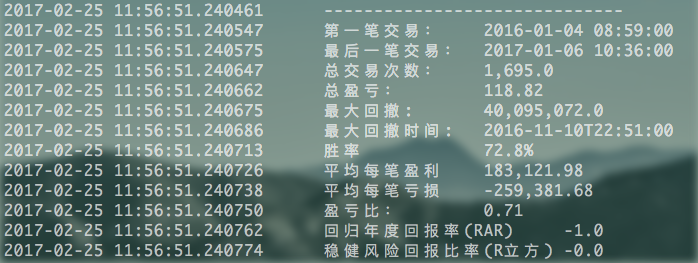 2017-02-25 11:56:51.240461 ------------------------------
2017-02-25 11:56:51.240547 第一笔交易: 2016-01-04 08:59:00
2017-02-25 11:56:51.240575 最后一笔交易: 2017-01-06 10:36:00
2017-02-25 11:56:51.240647 总交易次数: 1,695.0
2017-02-25 11:56:51.240662 总盈亏: 118.82
2017-02-25 11:56:51.240675 最大回撤: 40,095,072.0
2017-02-25 11:56:51.240686 最大回撤时间: 2016-11-10T22:51:00
2017-02-25 11:56:51.240713 胜率 72.8%
2017-02-25 11:56:51.240726 平均每笔盈利 183,121.98
2017-02-25 11:56:51.240738 平均每笔亏损 -259,381.68
2017-02-25 11:56:51.240750 盈亏比: 0.71
2017-02-25 11:56:51.240762 回归年度回报率(RAR) -1.0
2017-02-25 11:56:51.240774 稳健风险回报比率(R立方) -0.0